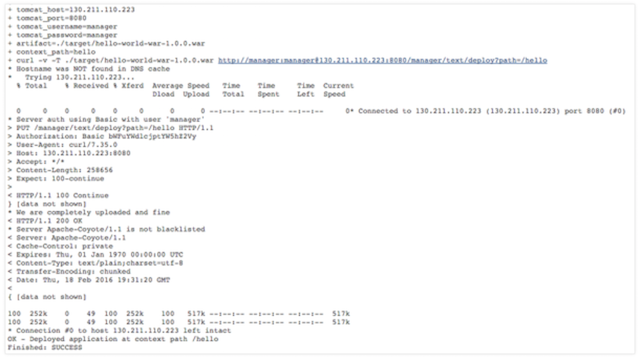 + tomcat_host=130.211.110.223
+ tomcat_port=8080
+ tomcat_username=manager
+ tomcat_password=manager
+ artifact=./target/hello-world-war-1.0.0.war
+ context_path=hello
+ curl -v -T ./target/hello-world-war-1.0.0.war http://manager:manager@130.211.110.223:8080/manager/text/deploy?path=/hello
* Hostname was NOT found in DNS cache
*   Trying 130.211.110.223...
  % Total    % Received % Xferd  Average Speed   Time    Time     Time  Current
                                 Dload  Upload   Total   Spent    Left  Speed
  0     0    0     0    0     0      0      0 --:--:-- --:--:-- --:--:--     0* Connected to 130.211.110.223 (130.211.110.223) port 8080 (#0)
* Server auth using Basic with user 'manager'
> PUT /manager/text/deploy?path=/hello HTTP/1.1
> Authorization: Basic bWFuYWdlcjptYW5hZ2Vy
> User-Agent: curl/7.35.0
> Host: 130.211.110.223:8080
> Accept: */*
> Content-Length: 258656
> Expect: 100-continue
>
< HTTP/1.1 100 Continue
} [data not shown]
* We are completely uploaded and fine
< HTTP/1.1 200 OK
* Server Apache-Coyote/1.1 is not blacklisted
< Server: Apache-Coyote/1.1
< Cache-Control: private
< Expires: Thu, 01 Jan 1970 00:00:00 UTC
< Content-Type: text/plain;charset=utf-8
< Transfer-Encoding: chunked
< Date: Thu, 18 Feb 2016 19:31:20 GMT
<
{ [data not shown]
100  252k    0    49  100  252k    100   517k --:--:-- --:--:-- --:--:--  517k
100  252k    0    49  100  252k    100   517k --:--:-- --:--:-- --:--:--  517k
* Connection #0 to host 130.211.110.223 left intact
OK - Deployed application at context path /hello
Finished: SUCCESS